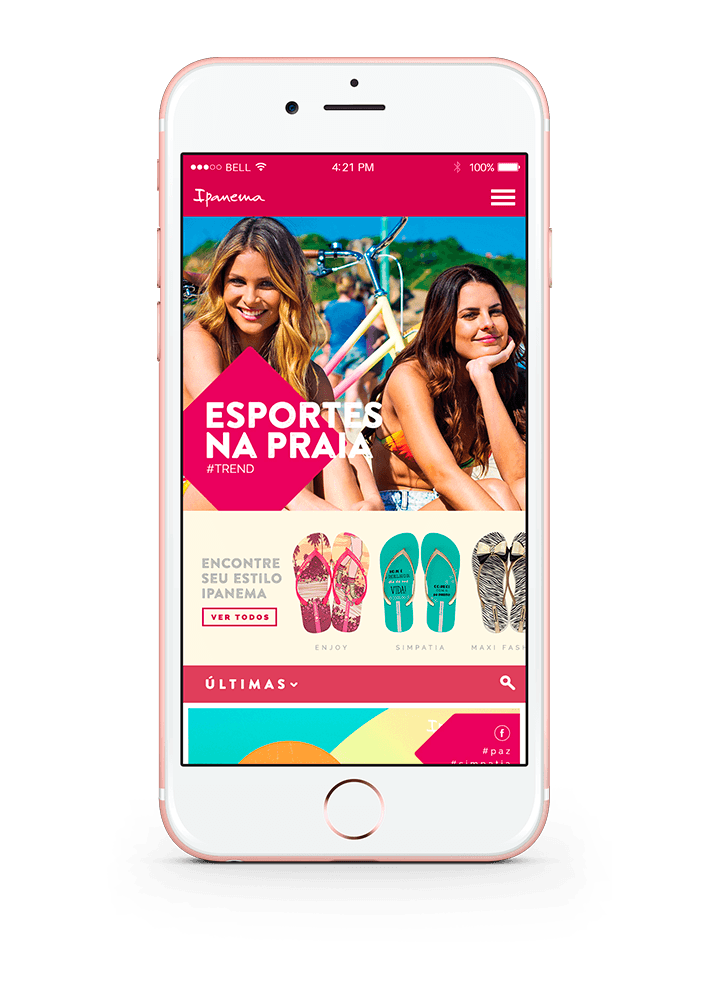 BELL
4:21 PM
100%
Ipanema
ESPORTES
NA PRAIA
#TREND
ENCONTRE
SEU ESTILO
IPANEMA
VER TODOS
VIDA!
ENJOY
SIMPATIA
MAXI FASH
ÚLTIMAS
#paz
#simpatia